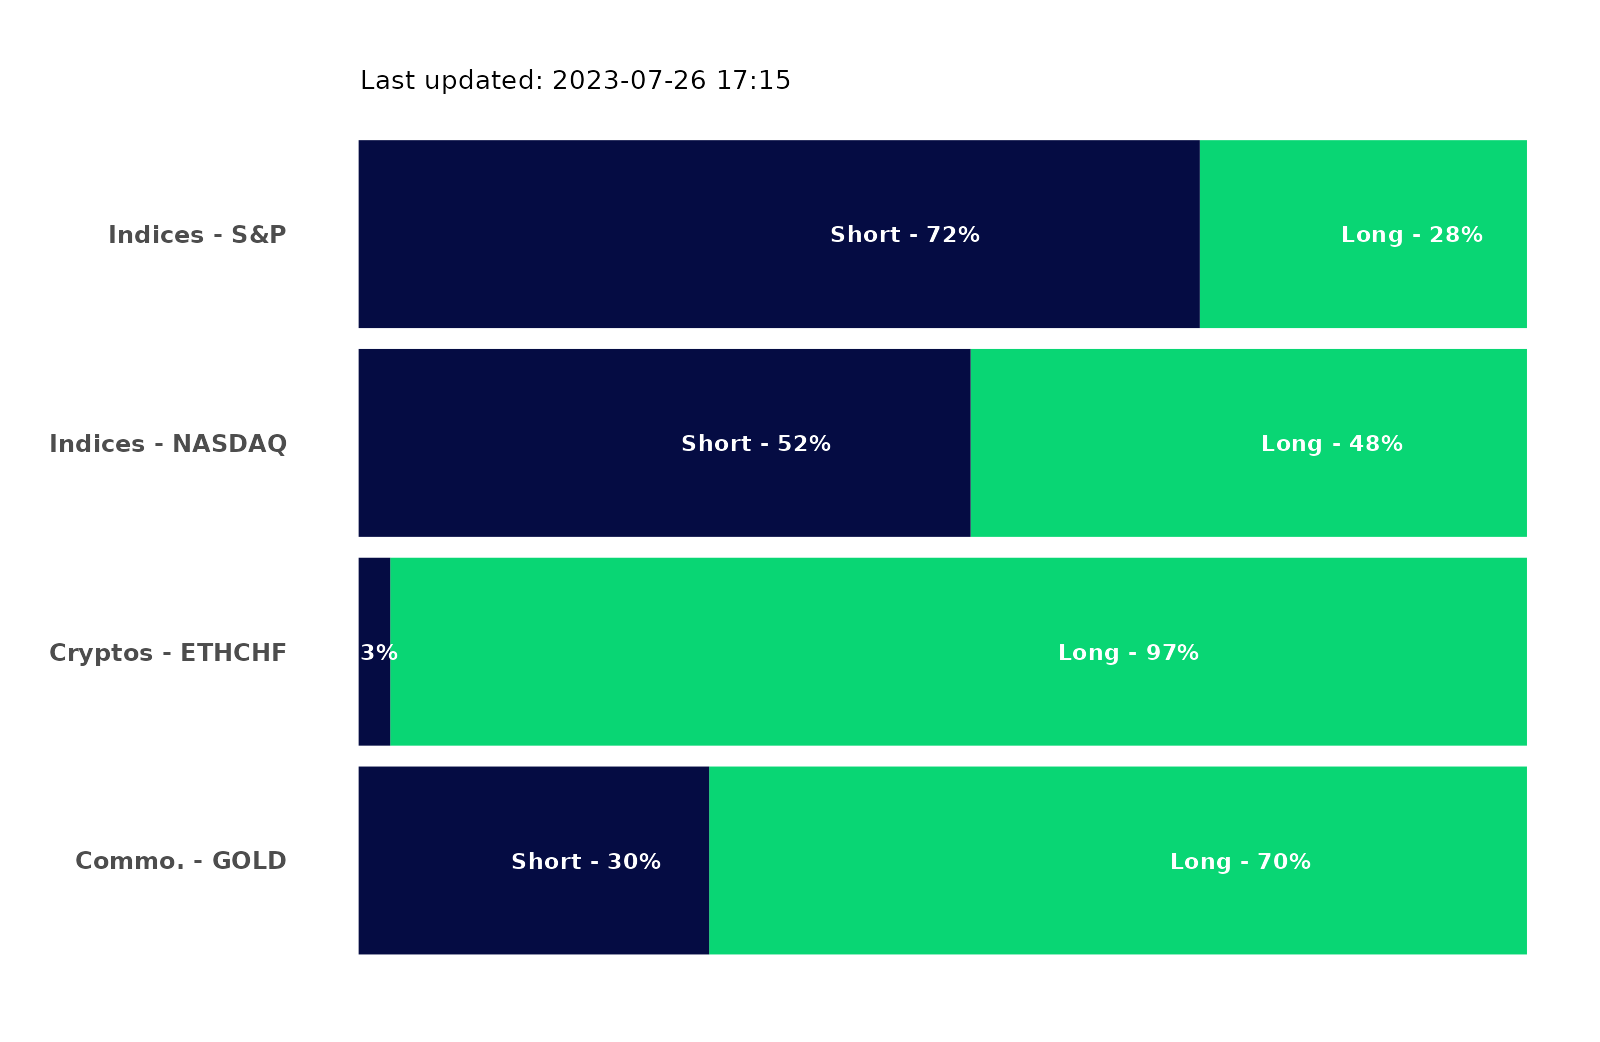 Last updated: 2023-07-26 17:15
Indices - S&P
Short - 72%
Long - 28%
Indices - NASDAQ
Short - 52%
Long - 48%
Cryptos - ETHCHF
3%
Long - 97%
Commo. - GOLD
Short - 30%
Long - 70%